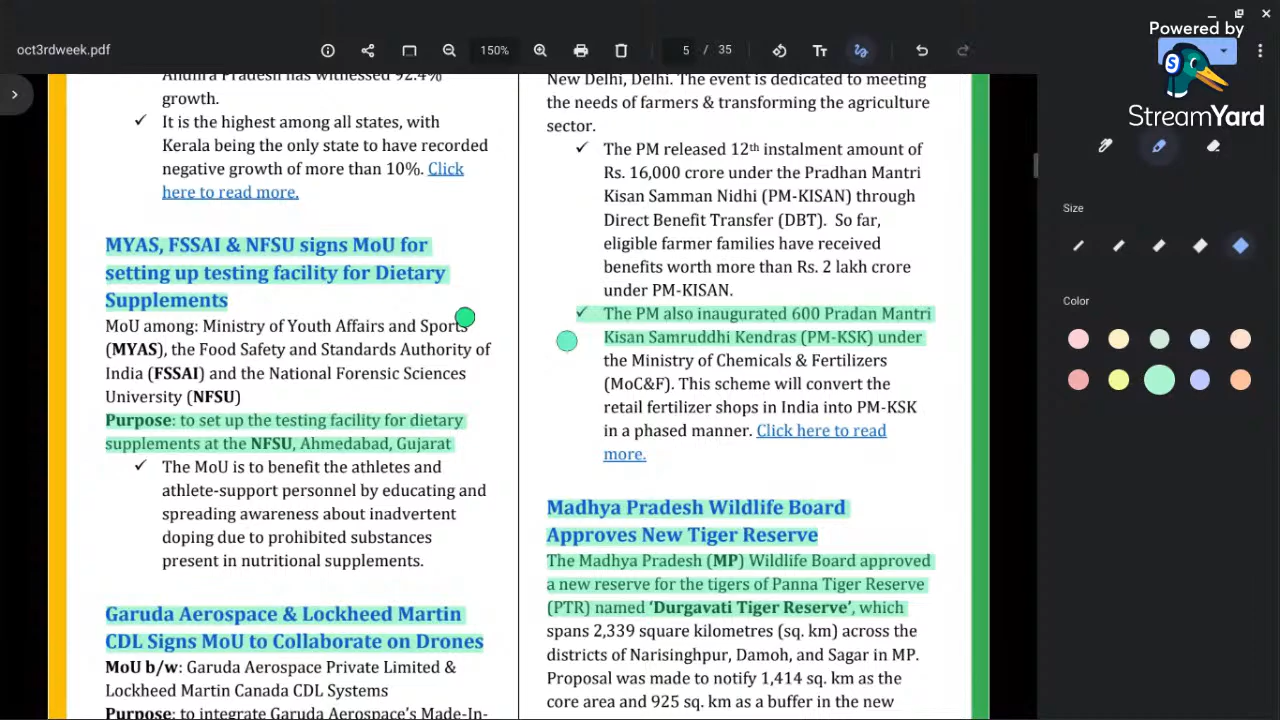 oct3rdweek.pdf
150%
5 / 35
Powered by
StreamYard
Andhra Pradesh has witnessed 92.4%
growth.
✓ It is the highest among all states, with
Kerala being the only state to have recorded
negative growth of more than 10%. Click
here to read more.
MYAS, FSSAI & NFSU signs MoU for
setting up testing facility for Dietary
Supplements
MoU among: Ministry of Youth Affairs and Sports
(MYAS), the Food Safety and Standards Authority of
India (FSSAI) and the National Forensic Sciences
University (NFSU)
Purpose: to set up the testing facility for dietary
supplements at the NFSU, Ahmedabad, Gujarat
✓ The MoU is to benefit the athletes and
athlete-support personnel by educating and
spreading awareness about inadvertent
doping due to prohibited substances
present in nutritional supplements.
Garuda Aerospace & Lockheed Martin
CDL Signs MoU to Collaborate on Drones
MoU b/w: Garuda Aerospace Private Limited &
Lockheed Martin Canada CDL Systems
Purpose: to integrate Garuda Aerospace's Made-In-
New Delhi, Delhi. The event is dedicated to meeting
the needs of farmers & transforming the agriculture
sector.
✓ The PM released 12th instalment amount of
Rs. 16,000 crore under the Pradhan Mantri
Kisan Samman Nidhi (PM-KISAN) through
Direct Benefit Transfer (DBT). So far,
eligible farmer families have received
benefits worth more than Rs. 2 lakh crore
under PM-KISAN.
✓ The PM also inaugurated 600 Pradan Mantri
Kisan Samruddhi Kendras (PM-KSK) under
the Ministry of Chemicals & Fertilizers
(MoC&F). This scheme will convert the
retail fertilizer shops in India into PM-KSK
in a phased manner. Click here to read
more.
Madhya Pradesh Wildlife Board
Approves New Tiger Reserve
The Madhya Pradesh (MP) Wildlife Board approved
a new reserve for the tigers of Panna Tiger Reserve
(PTR) named 'Durgavati Tiger Reserve', which
spans 2,339 square kilometres (sq. km) across the
districts of Narisinghpur, Damoh, and Sagar in MP.
Proposal was made to notify 1,414 sq. km as the
core area and 925 sq. km as a buffer in the new
Size
Color